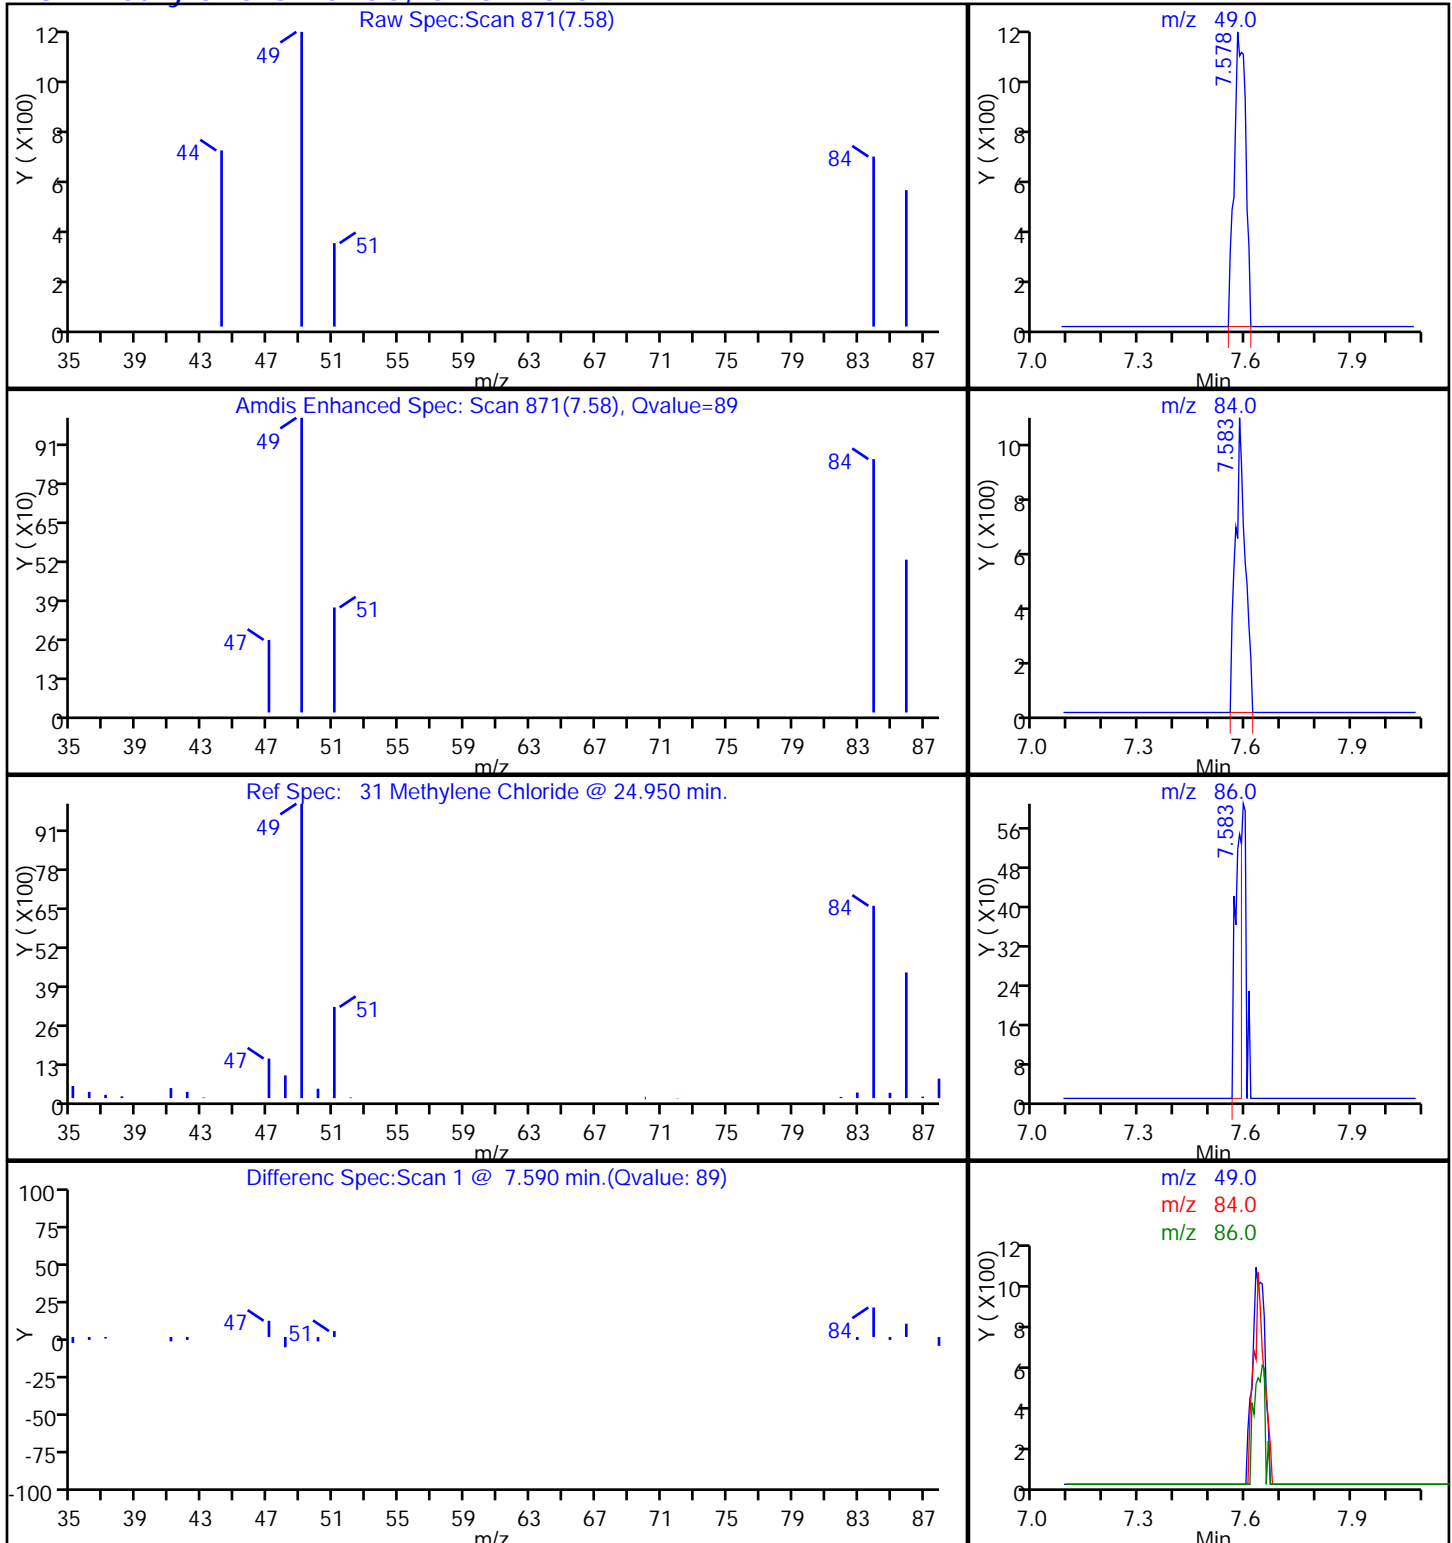 Raw Spec:Scan 871(7.58)
Y ( X100)
12
10
8
6
4
2
0
44
49
51
84
35 39 43 47 51 55 59 63 67 71 75 79 83 87
m/z
m/z 49.0
Y ( X100)
12
10
8
6
4
2
0
7.578
7.0 7.3 7.6 7.9
Min
Amdis Enhanced Spec: Scan 871(7.58), Qvalue=89
Y ( X10)
91
78
65
52
39
26
13
0
47
49
51
84
35 39 43 47 51 55 59 63 67 71 75 79 83 87
m/z
m/z 84.0
Y ( X100)
10
8
6
4
2
0
7.583
7.0 7.3 7.6 7.9
Min
Ref Spec: 31 Methylene Chloride @ 24.950 min.
Y ( X100)
91
78
65
52
39
26
13
0
47
49
51
84
35 39 43 47 51 55 59 63 67 71 75 79 83 87
m/z
m/z 86.0
Y ( X10)
56
48
40
32
24
16
8
0
7.583
7.0 7.3 7.6 7.9
Min
Differenc Spec:Scan 1 @ 7.590 min.(Qvalue: 89)
Y
100
75
50
25
0
-25
-50
-75
-100
47
51
84
35 39 43 47 51 55 59 63 67 71 75 79 83 87
m/z
m/z 49.0
m/z 84.0
m/z 86.0
Y ( X100)
12
10
8
6
4
2
0
7.0 7.3 7.6 7.9
Min